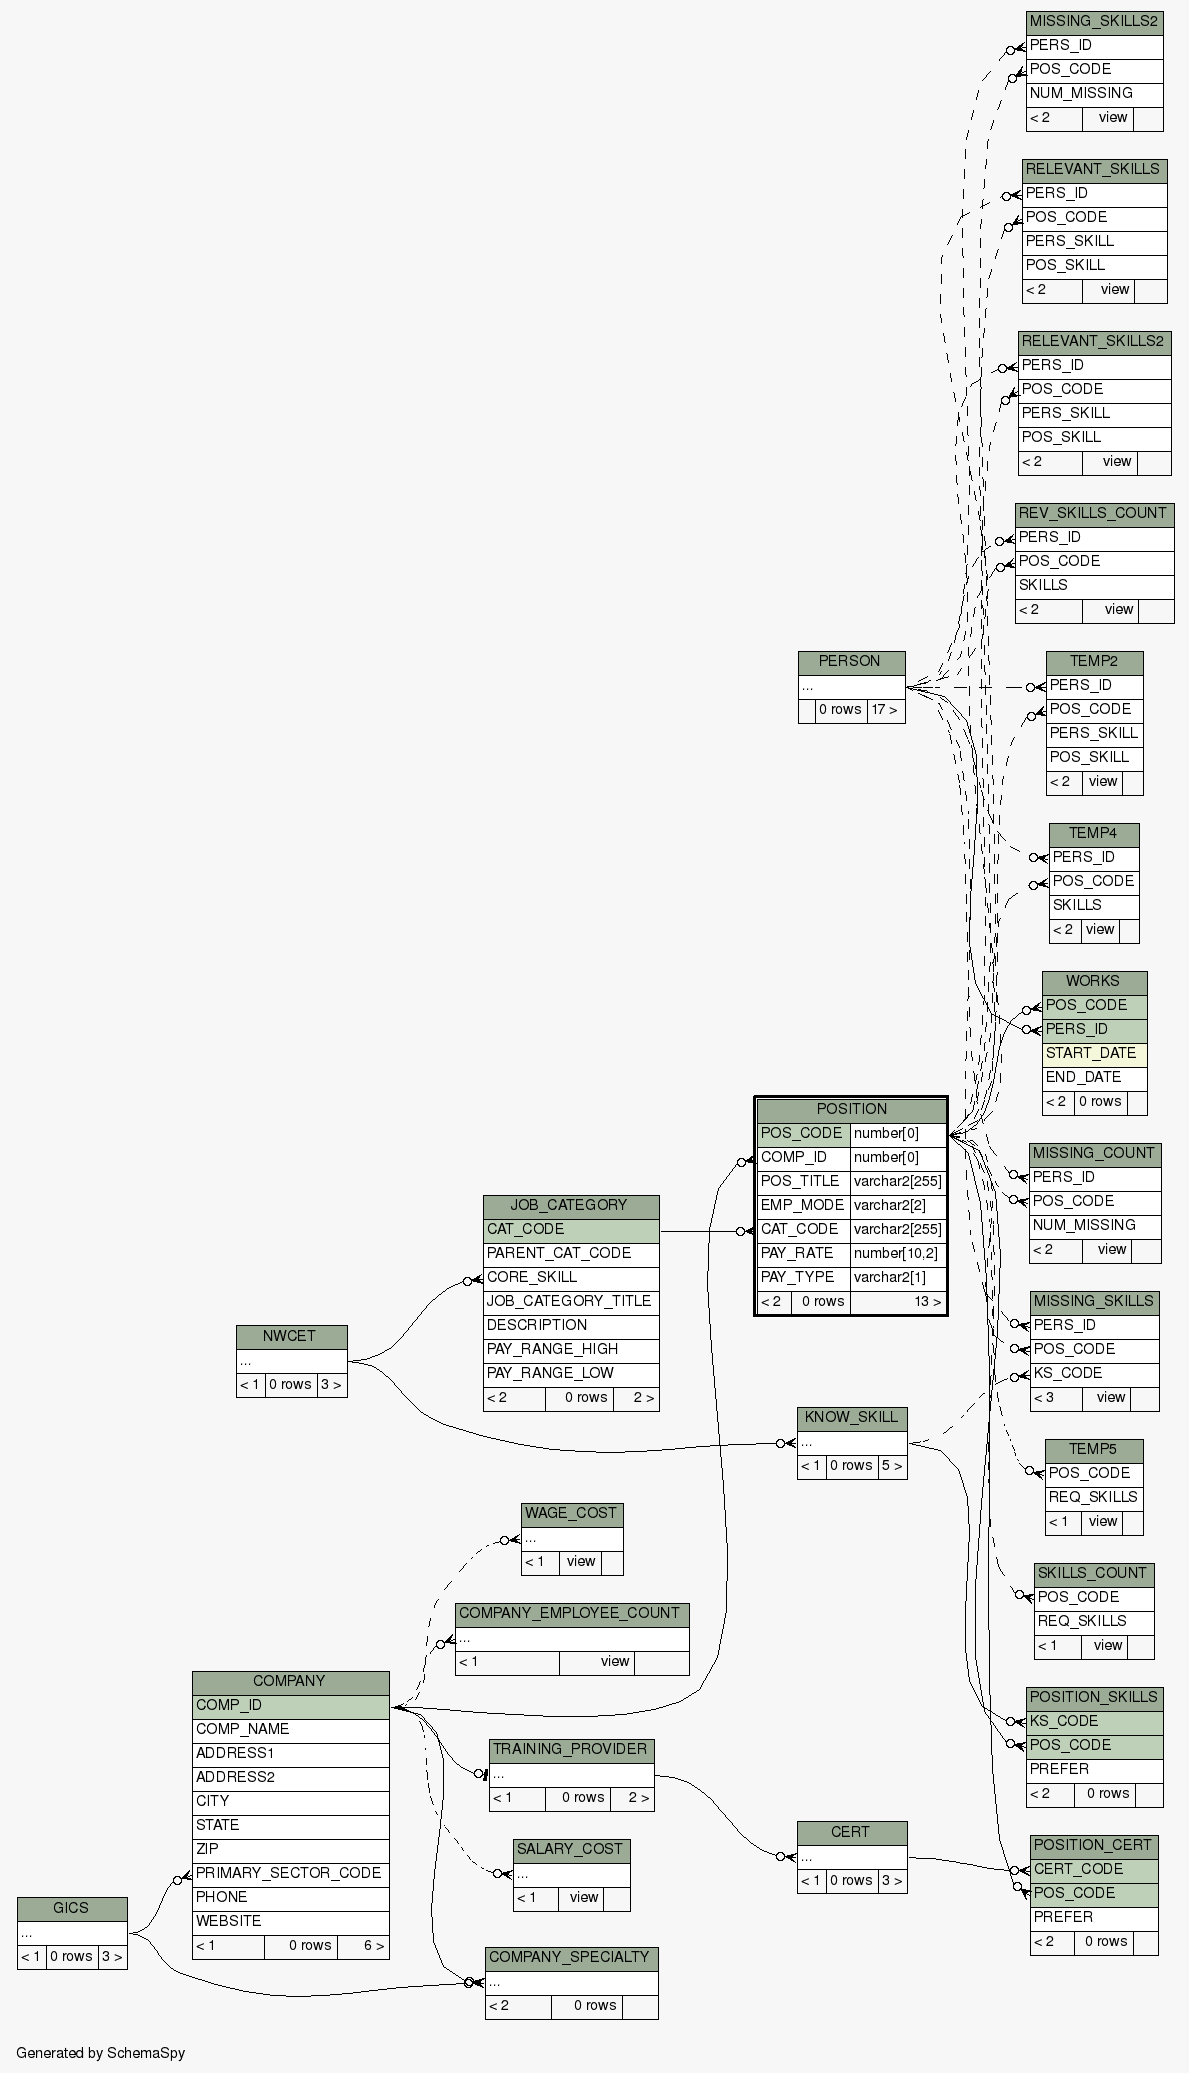 MISSING_SKILLS2
PERS_ID
POS_CODE
NUM_MISSING
< 2 view
RELEVANT_SKILLS
PERS_ID
POS_CODE
PERS_SKILL
POS_SKILL
< 2 view
RELEVANT_SKILLS2
PERS_ID
POS_CODE
PERS_SKILL
POS_SKILL
< 2 view
REV_SKILLS_COUNT
PERS_ID
POS_CODE
SKILLS
< 2 view
PERSON
...
0 rows 17 >
TEMP2
PERS_ID
POS_CODE
PERS_SKILL
POS_SKILL
< 2 view
TEMP4
PERS_ID
POS_CODE
SKILLS
< 2 view
WORKS
POS_CODE
PERS_ID
START_DATE
END_DATE
< 2 0 rows
POSITION
POS_CODE number[0]
COMP_ID number[0]
POS_TITLE varchar2[255]
EMP_MODE varchar2[2]
CAT_CODE varchar2[255]
PAY_RATE number[10,2]
PAY_TYPE varchar2[1]
< 2 0 rows 13 >
MISSING_COUNT
PERS_ID
POS_CODE
NUM_MISSING
< 2 view
JOB_CATEGORY
CAT_CODE
PARENT_CAT_CODE
CORE_SKILL
JOB_CATEGORY_TITLE
DESCRIPTION
PAY_RANGE_HIGH
PAY_RANGE_LOW
< 2 0 rows 2 >
MISSING_SKILLS
PERS_ID
POS_CODE
KS_CODE
< 3 view
NWCET
...
< 1 0 rows 3 >
KNOW_SKILL
...
< 1 0 rows 5 >
TEMP5
POS_CODE
REQ_SKILLS
< 1 view
WAGE_COST
...
< 1 view
SKILLS_COUNT
POS_CODE
REQ_SKILLS
< 1 view
COMPANY_EMPLOYEE_COUNT
...
< 1 view
COMPANY
COMP_ID
COMP_NAME
ADDRESS1
ADDRESS2
CITY
STATE
ZIP
PRIMARY_SECTOR_CODE
PHONE
WEBSITE
< 1 0 rows 6 >
POSITION_SKILLS
KS_CODE
POS_CODE
PREFER
< 2 0 rows
TRAINING_PROVIDER
...
< 1 0 rows 2 >
CERT
...
< 1 0 rows 3 >
SALARY_COST
...
< 1 view
POSITION_CERT
CERT_CODE
POS_CODE
PREFER
< 2 0 rows
GICS
...
< 1 0 rows 3 >
COMPANY_SPECIALTY
...
< 2 0 rows
Generated by SchemaSpy